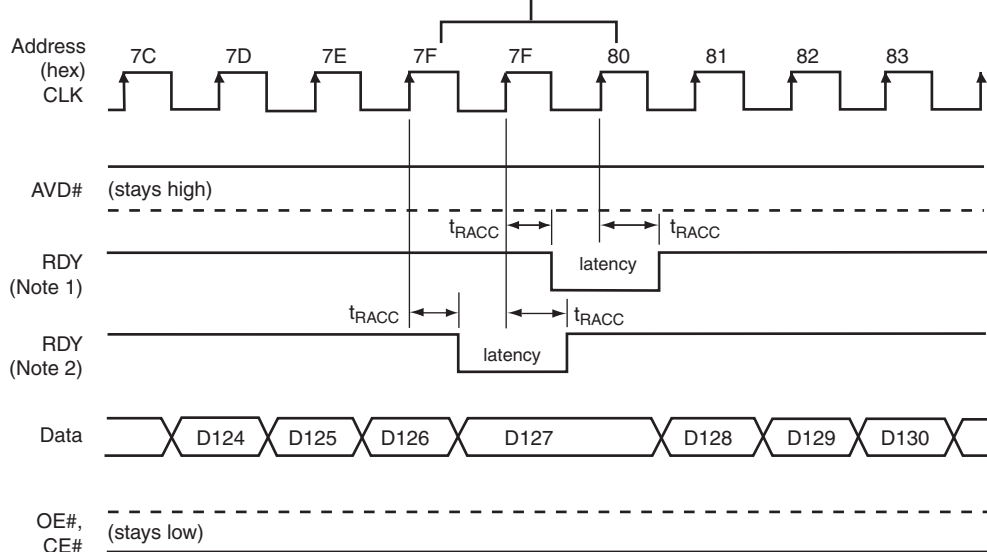 Address
(hex)
CLK
7C 7D 7E 7F 7F 80 81 82 83
AVD# (stays high)
tRACC tRACC
RDY
(Note 1)
latency
tRACC tRACC
RDY
(Note 2)
latency
Data D124 D125 D126 D127 D128 D129 D130
OE#,
CE#
(stays low)